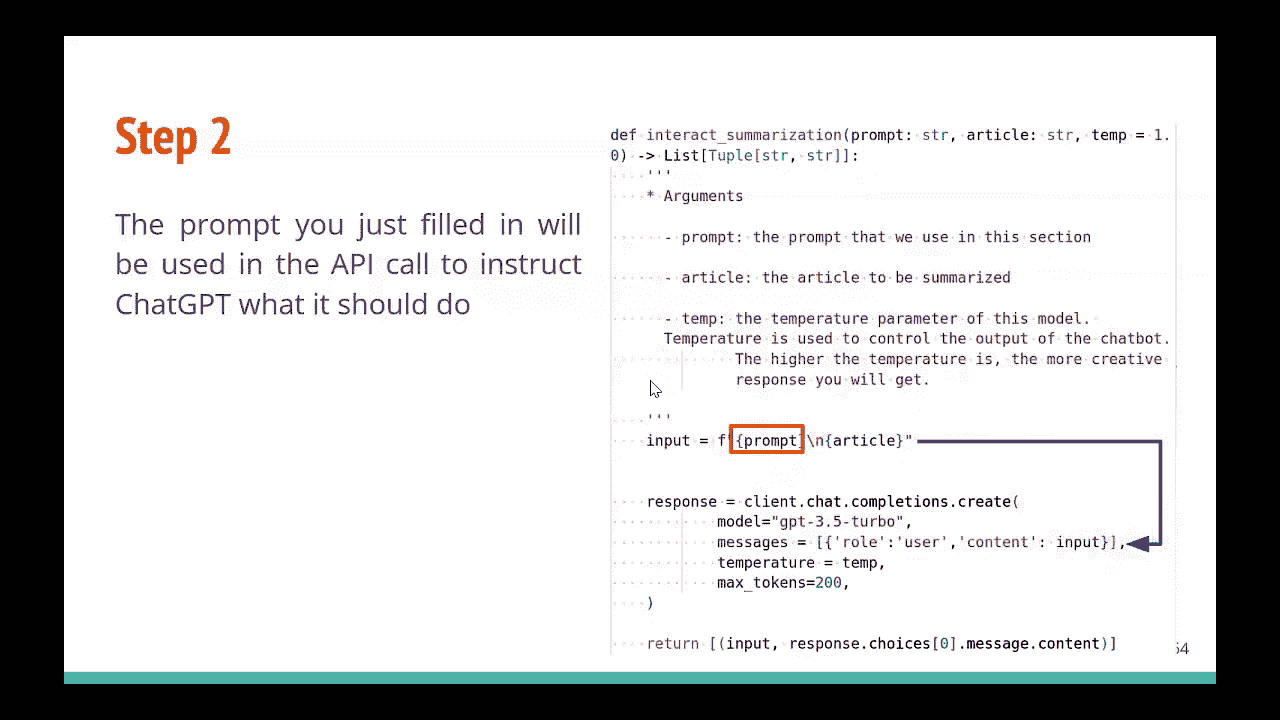 Step 2
The prompt you just filled in will
be used in the API call to instruct
ChatGPT what it should do
def interact_summarization(prompt: str, article: str, temp = 1.
0) -> List[Tuple[str, str]]:
'''
* Arguments
- prompt: the prompt that we use in this section
- article: the article to be summarized
- temp: the temperature parameter of this model.
Temperature is used to control the output of the chatbot.
The higher the temperature is, the more creative
response you will get.
'''
input = f"{prompt}\n{article}"
response = client.chat.completions.create(
model="gpt-3.5-turbo",
messages = [{'role':'user','content': input}],
temperature = temp,
max_tokens=200,
)
return [(input, response.choices[0].message.content)]